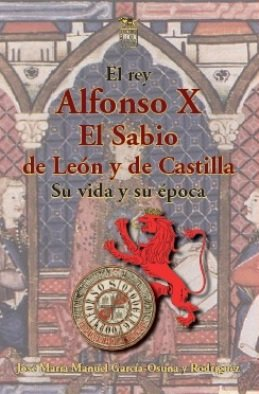 El rey
Alfonso X
El Sabio
de León y de Castilla
Su vida y su época
José María Manuel García-Osuna y Rodríguez